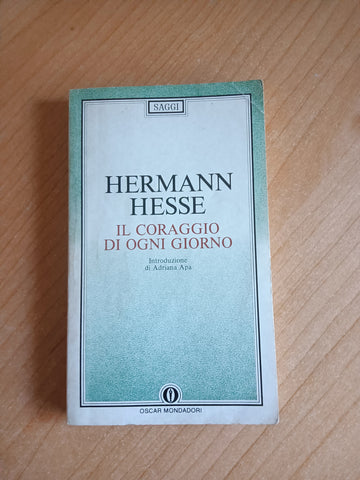 SAGGI
HERMANN
HESSE
IL CORAGGIO
DI OGNI GIORNO
Introduzione
di Adriana Apa
OSCAR MONDADORI